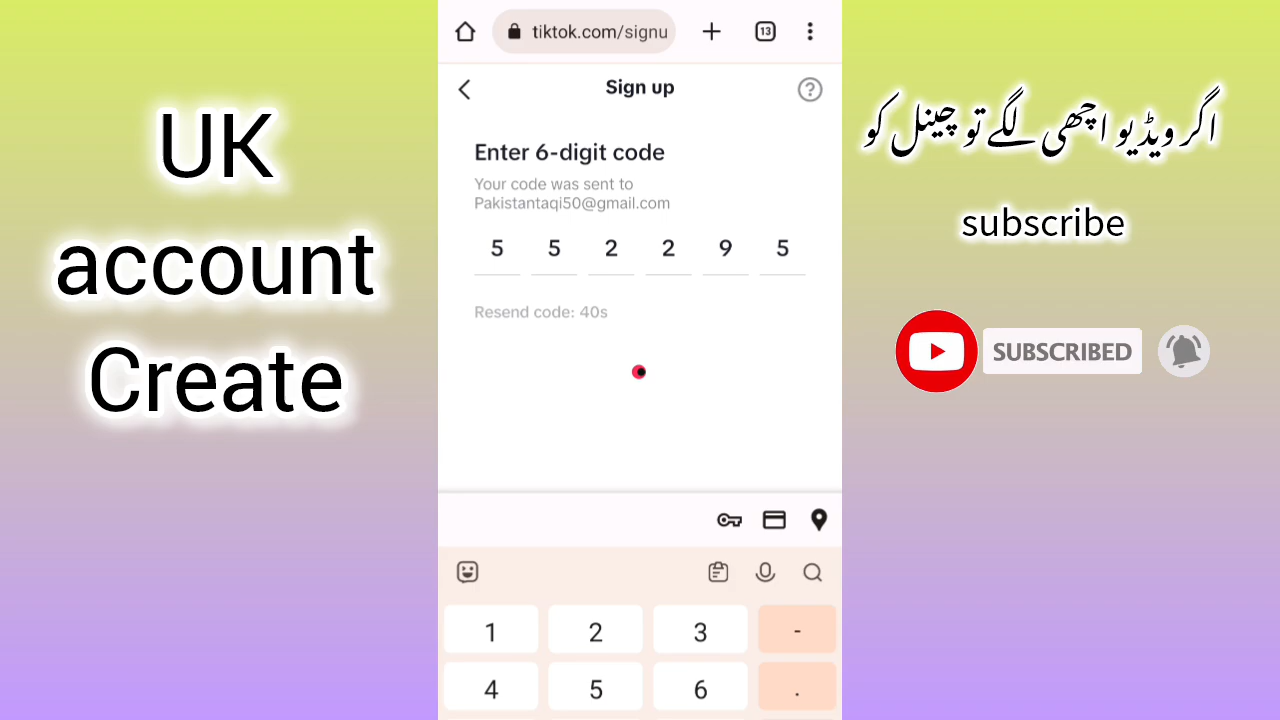 UK
account
Create
13
tiktok.com/signu
Sign up
?
Enter 6-digit code
Your code was sent to
Pakistantaqi50@gmail.com
5 5 2 2 9 5
Resend code: 40s
1 2 3 -
4 5 6 .
اگر ویڈیو اچھی لگے تو چینل کو
subscribe
SUBSCRIBED